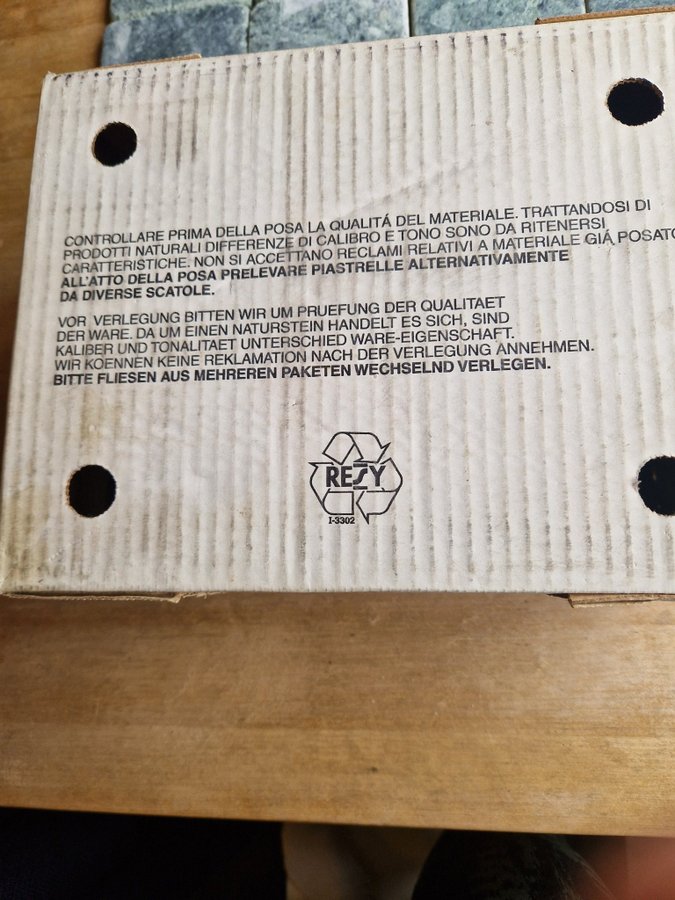 CONTROLLARE PRIMA DELLA POSA LA QUALITÁ DEL MATERIALE. TRATTANDOSI DI
PRODOTTI NATURALI DIFFERENZE DI CALIBRO E TONO SONO DA RITENERSI
CARATTERISTICHE. NON SI ACCETTANO RECLAMI RELATIVI A MATERIALE GIÁ POSATO
ALL'ATTO DELLA POSA PRELEVARE PIASTRELLE ALTERNATIVAMENTE
DA DIVERSE SCATOLE.
VOR VERLEGUNG BITTEN WIR UM PRUEFUNG DER QUALITAET
DER WARE. DA UM EINEN NATURSTEIN HANDELT ES SICH, SIND
KALIBER UND TONALITAET UNTERSCHIED WARE-EIGENSCHAFT.
WIR KOENNEN KEINE REKLAMATION NACH DER VERLEGUNG ANNEHMEN.
BITTE FLIESEN AUS MEHREREN PAKETEN WECHSELND VERLEGEN.
RESY
I-3302